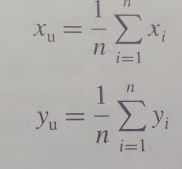 x_u = \frac{1}{n} \sum_{i=1}^{n} x_i
y_u = \frac{1}{n} \sum_{i=1}^{n} y_i